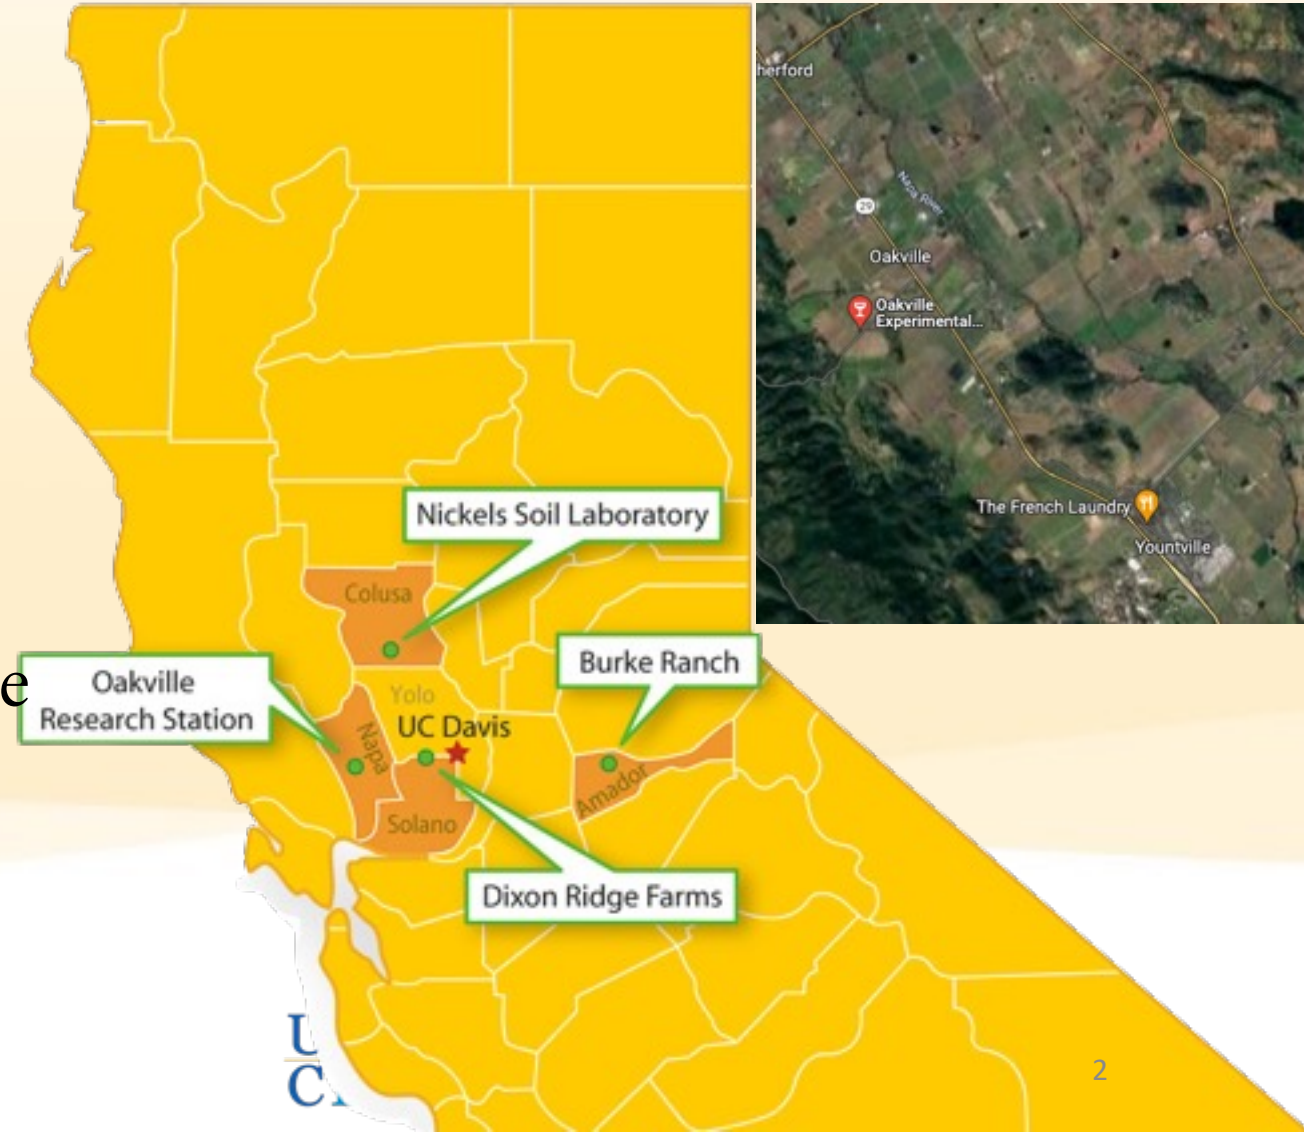 herford
Napa River
29
Oakville
Oakville
Experimental...
The French Laundry
Yountville
Nickels Soil Laboratory
Colusa
Burke Ranch
e
Oakville
Research Station
Yolo
UC Davis
Napa
Amador
Solano
Dixon Ridge Farms
U
C
2